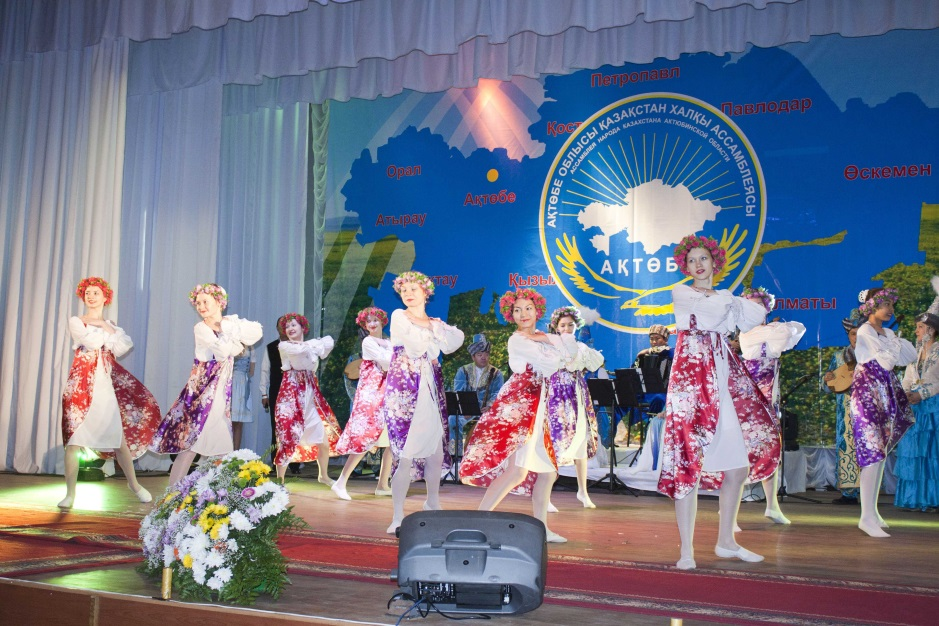 Петропавл
Павлодар
Қост
Орал
Ақтөбе
Өскемен
Атырау
тау
Қызы
лматы
АҚТӨБЕ ОБЛЫСЫ ҚАЗАҚСТАН ХАЛҚЫ АССАМБЛЕЯСЫ
АССАМБЛЕЯ НАРОДА КАЗАХСТАНА АКТЮБИНСКОЙ ОБЛАСТИ
АҚТӨБ